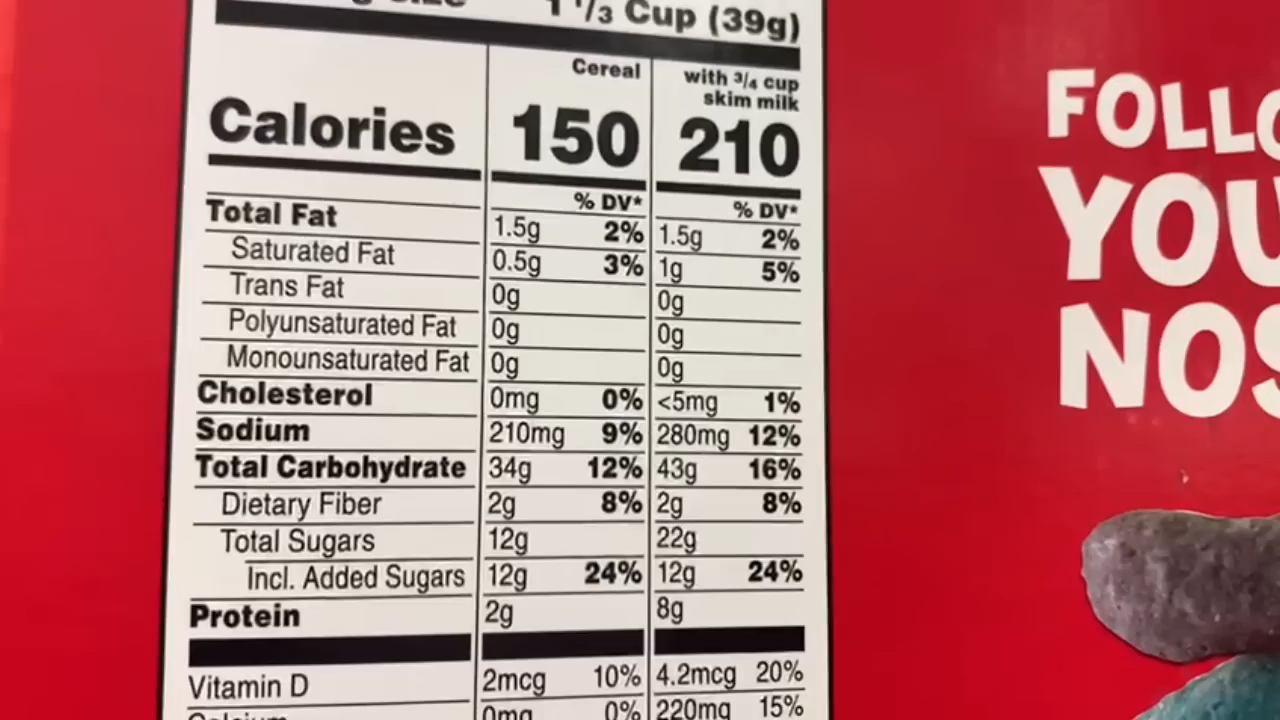 1 1/3 Cup (39g)
Cereal
with 3/4 cup
skim milk
Calories 150 210
% DV* % DV*
Total Fat 1.5g 2% 1.5g 2%
Saturated Fat 0.5g 3% 1g 5%
Trans Fat 0g 0g
Polyunsaturated Fat 0g 0g
Monounsaturated Fat 0g 0g
Cholesterol 0mg 0% <5mg 1%
Sodium 210mg 9% 280mg 12%
Total Carbohydrate 34g 12% 43g 16%
Dietary Fiber 2g 8% 2g 8%
Total Sugars 12g 22g
Incl. Added Sugars 12g 24% 12g 24%
Protein 2g 8g
Vitamin D 2mcg 10% 4.2mcg 20%
Calcium 0mg 0% 220mg 15%
FOLLO
YOU
NOS